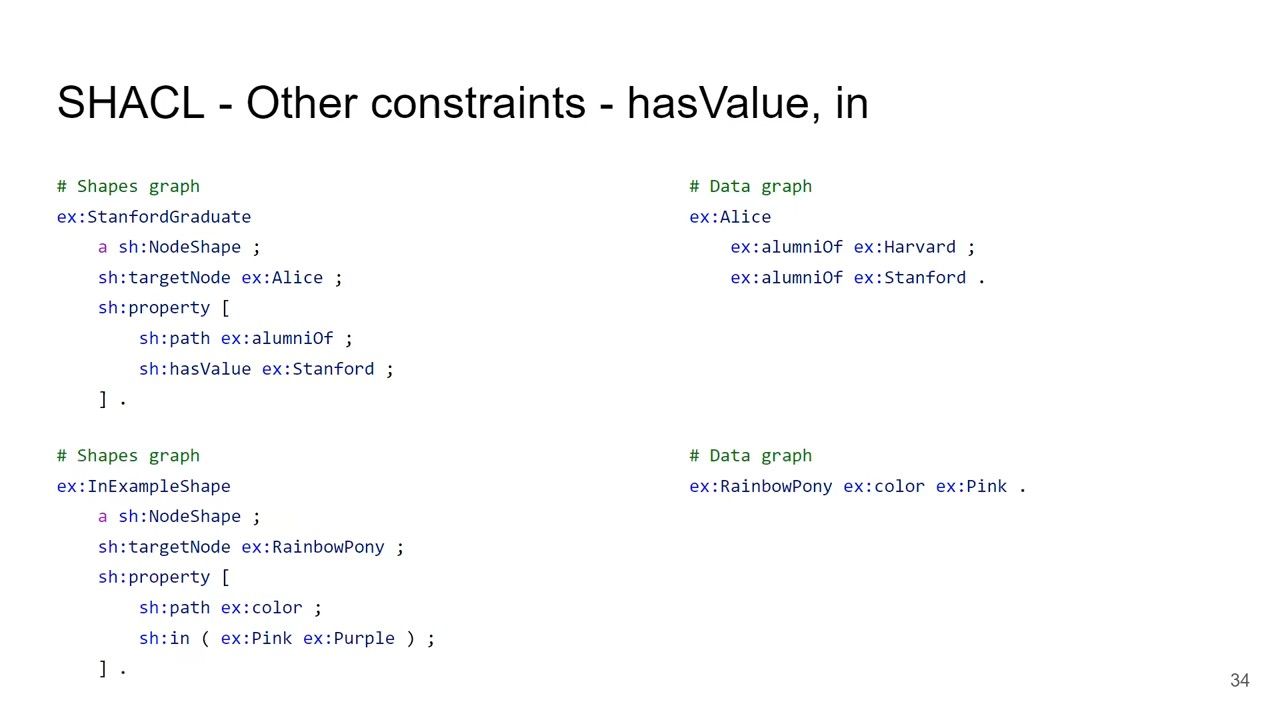 SHACL - Other constraints - hasValue, in
# Shapes graph
ex:StanfordGraduate
    a sh:NodeShape ;
    sh:targetNode ex:Alice ;
    sh:property [
        sh:path ex:alumniOf ;
        sh:hasValue ex:Stanford ;
    ] .
# Data graph
ex:Alice
    ex:alumniOf ex:Harvard ;
    ex:alumniOf ex:Stanford .
# Shapes graph
ex:InExampleShape
    a sh:NodeShape ;
    sh:targetNode ex:RainbowPony ;
    sh:property [
        sh:path ex:color ;
        sh:in ( ex:Pink ex:Purple ) ;
    ] .
# Data graph
ex:RainbowPony ex:color ex:Pink .
34